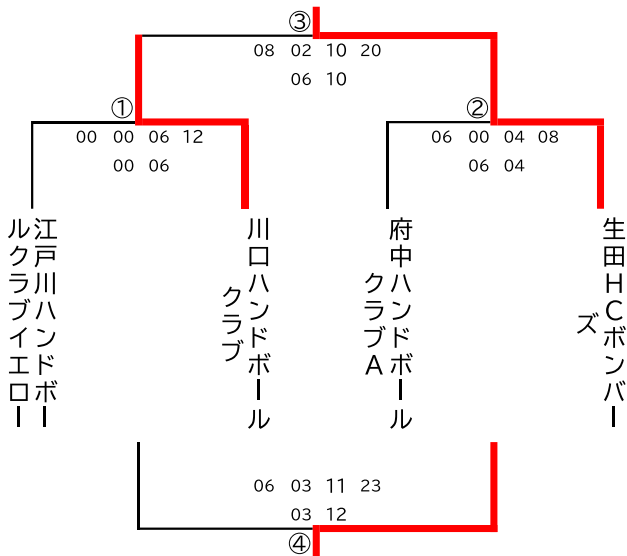 ③
08 02 10 20
06 10
①
00 00 06 12
00 06
②
06 00 04 08
06 04
江戸川ハンドボー
ルクラブイエロー
川口ハンドボール
クラブ
府中ハンドボール
クラブA
生田HCボンバー
ズ
06 03 11 23
03 12
④